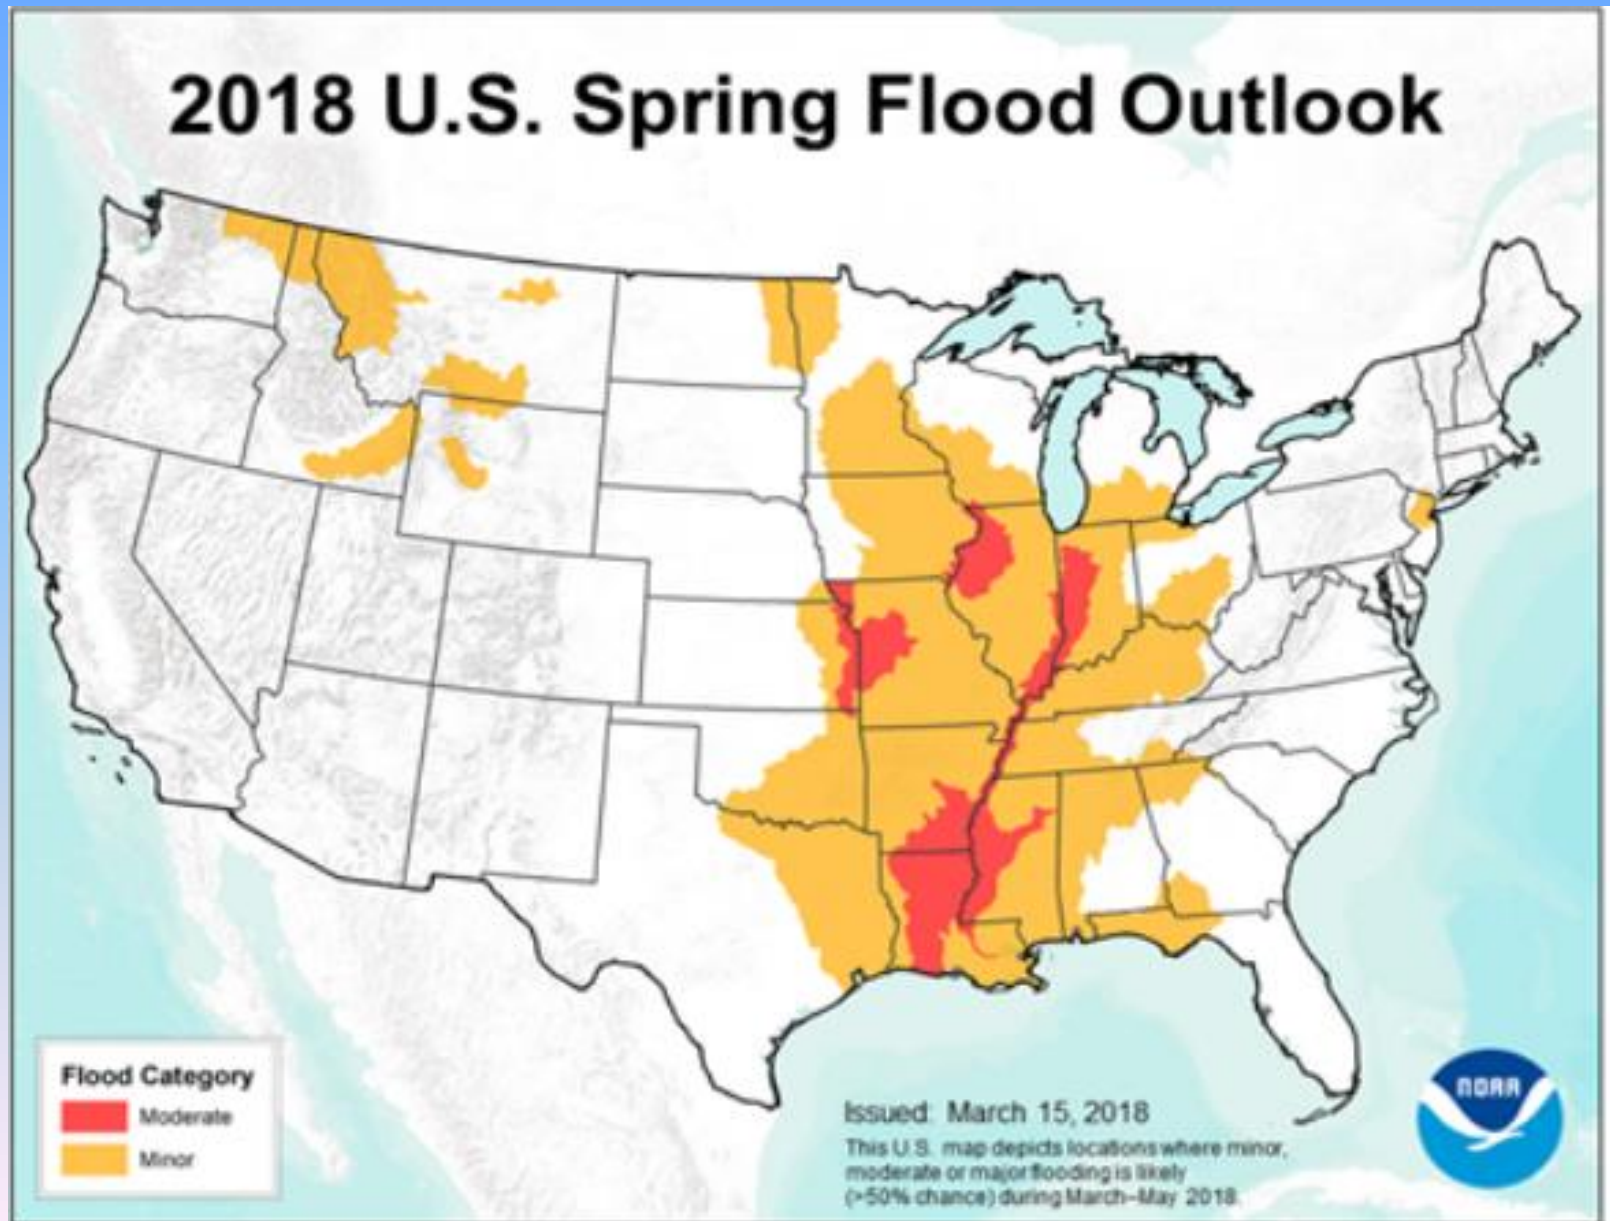 2018 U.S. Spring Flood Outlook
Flood Category
Moderate
Minor
Issued: March 15, 2018
This U.S. map depicts locations where minor,
moderate or major flooding is likely
(>50% chance) during March–May 2018.
NOAA